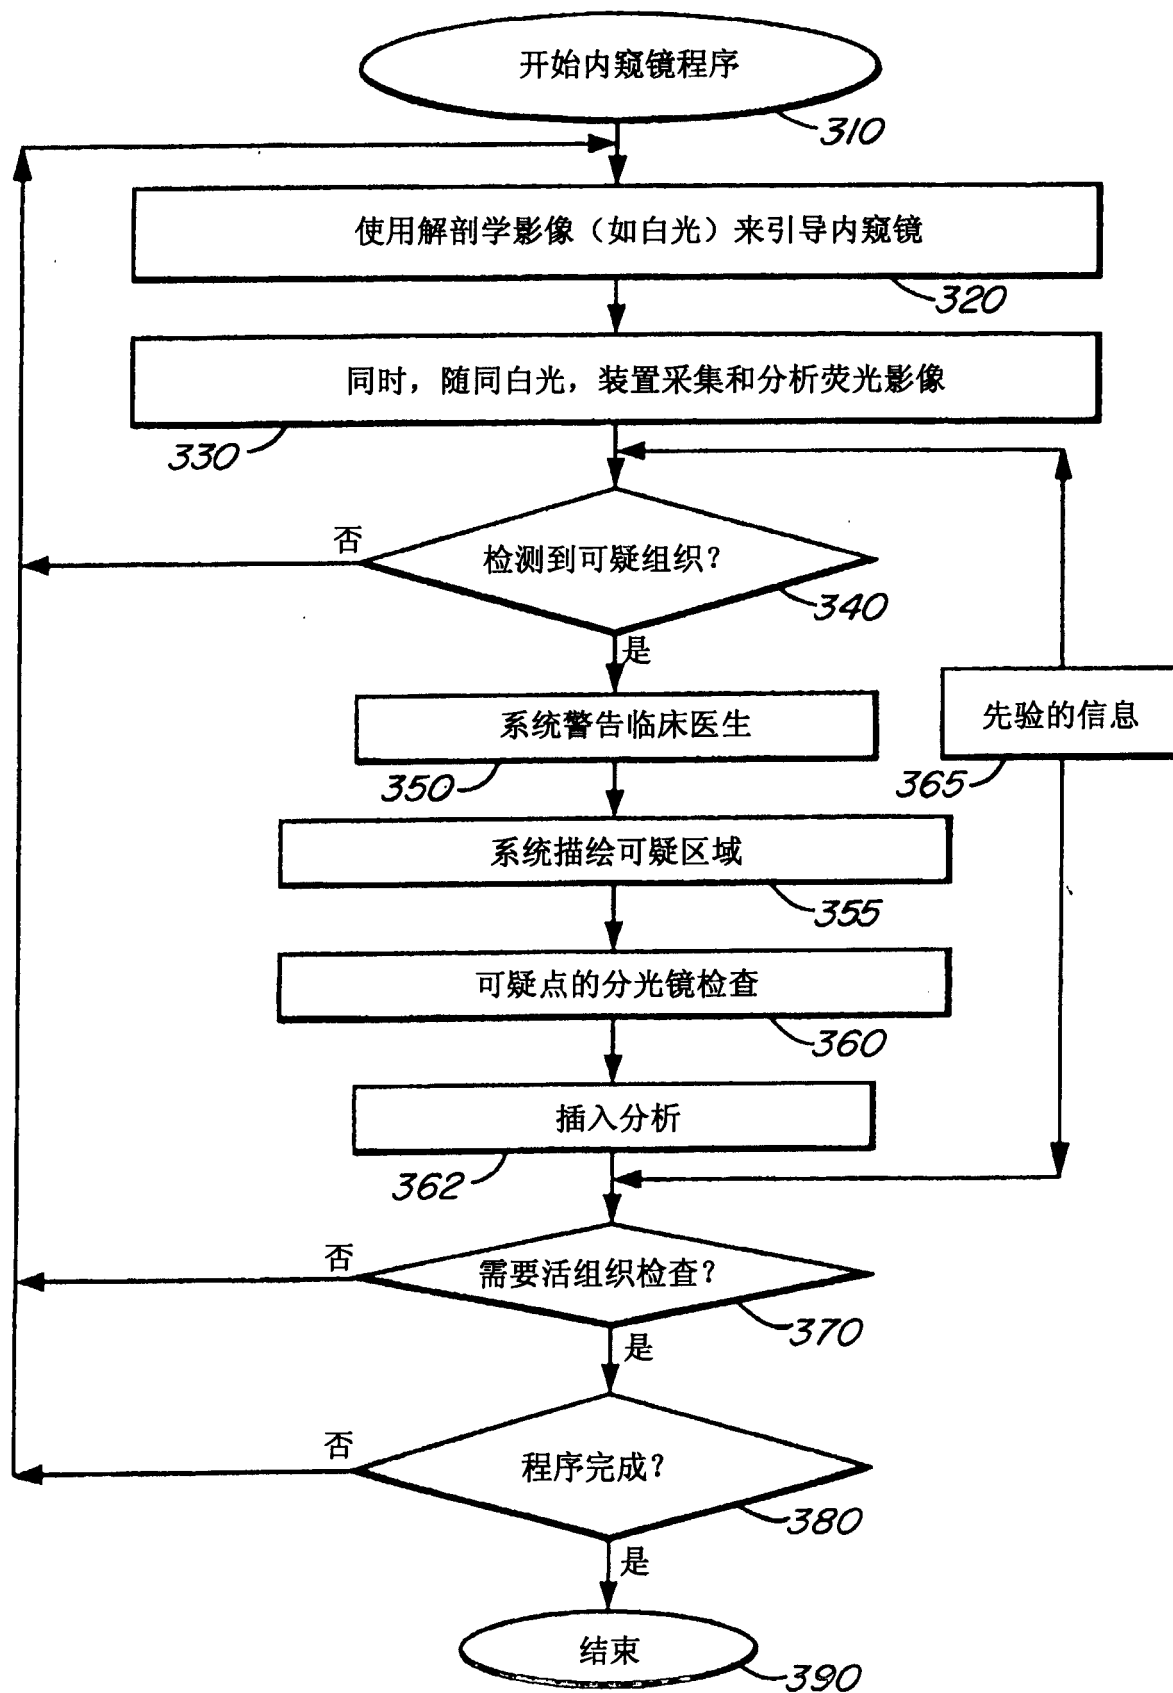 开始内窥镜程序
310
使用解剖学影像（如白光）来引导内窥镜
320
同时，随同白光，装置采集和分析荧光影像
330
否
检测到可疑组织？
340
是
系统警告临床医生
350
先验的信息
365
系统描绘可疑区域
355
可疑点的分光镜检查
360
插入分析
362
否
需要活组织检查？
370
是
否
程序完成？
380
是
结束
390